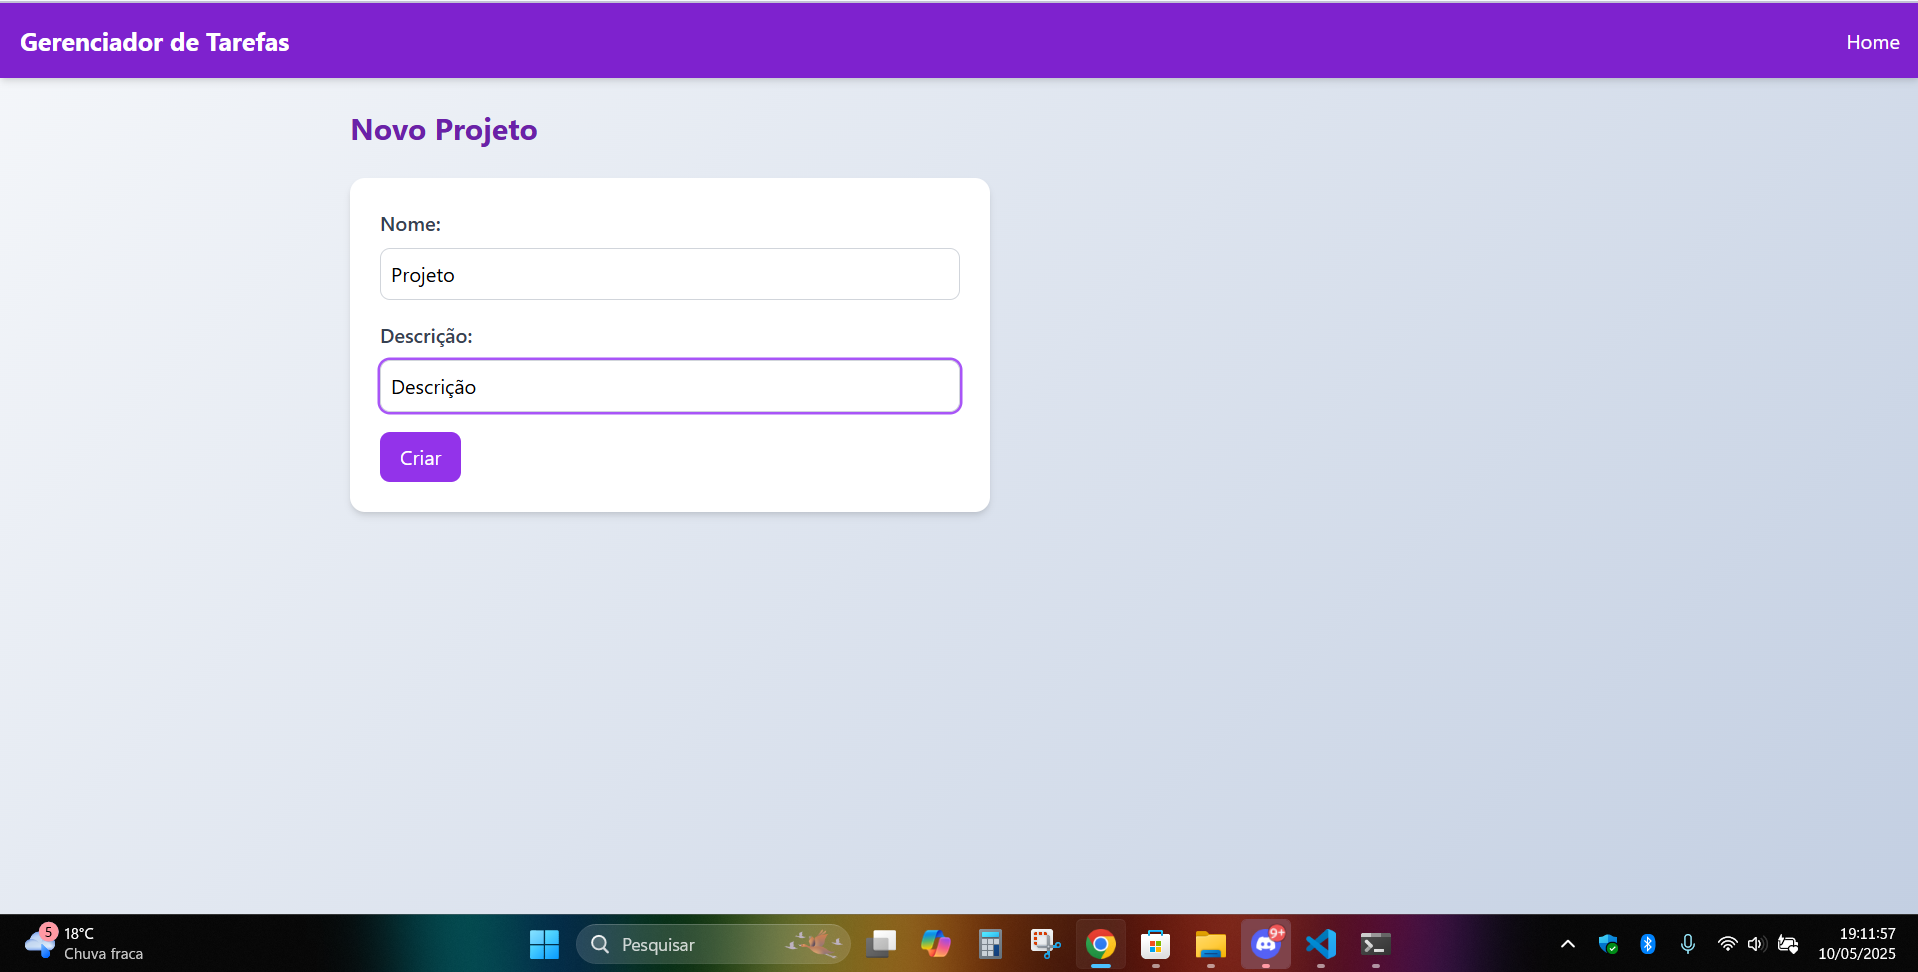 Gerenciador de Tarefas
Home
Novo Projeto
Nome:
Projeto
Descrição:
Descrição
Criar
5
18°C
Chuva fraca
Pesquisar
9+
19:11:57
10/05/2025